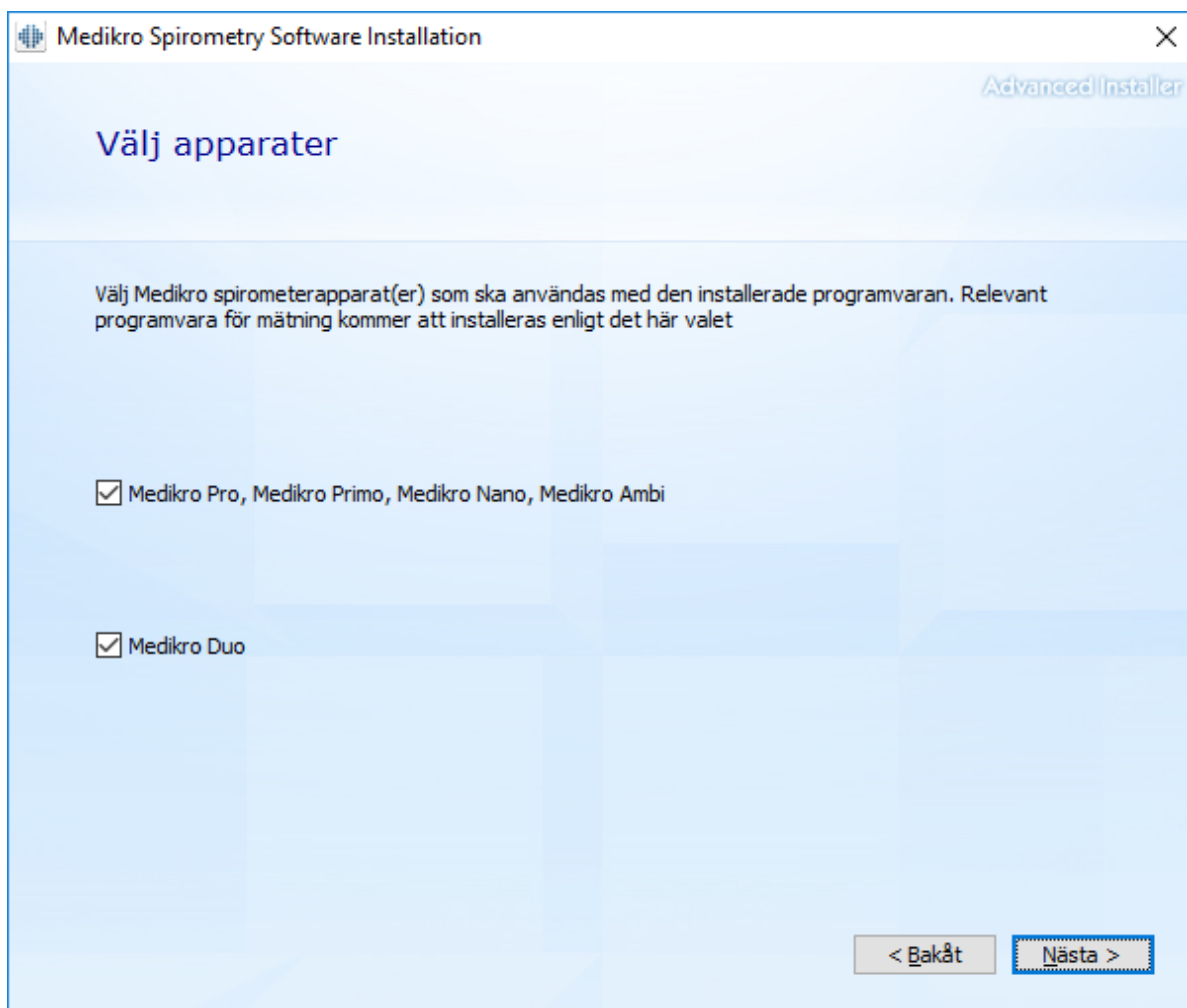 Medikro Spirometry Software Installation
Advanced Installer
Välj apparater
Välj Medikro spirometerapparat(er) som ska användas med den installerade programvaran. Relevant
programvara för mätning kommer att installeras enligt det här valet
Medikro Pro, Medikro Primo, Medikro Nano, Medikro Ambi
Medikro Duo
< Bakåt
Nästa >